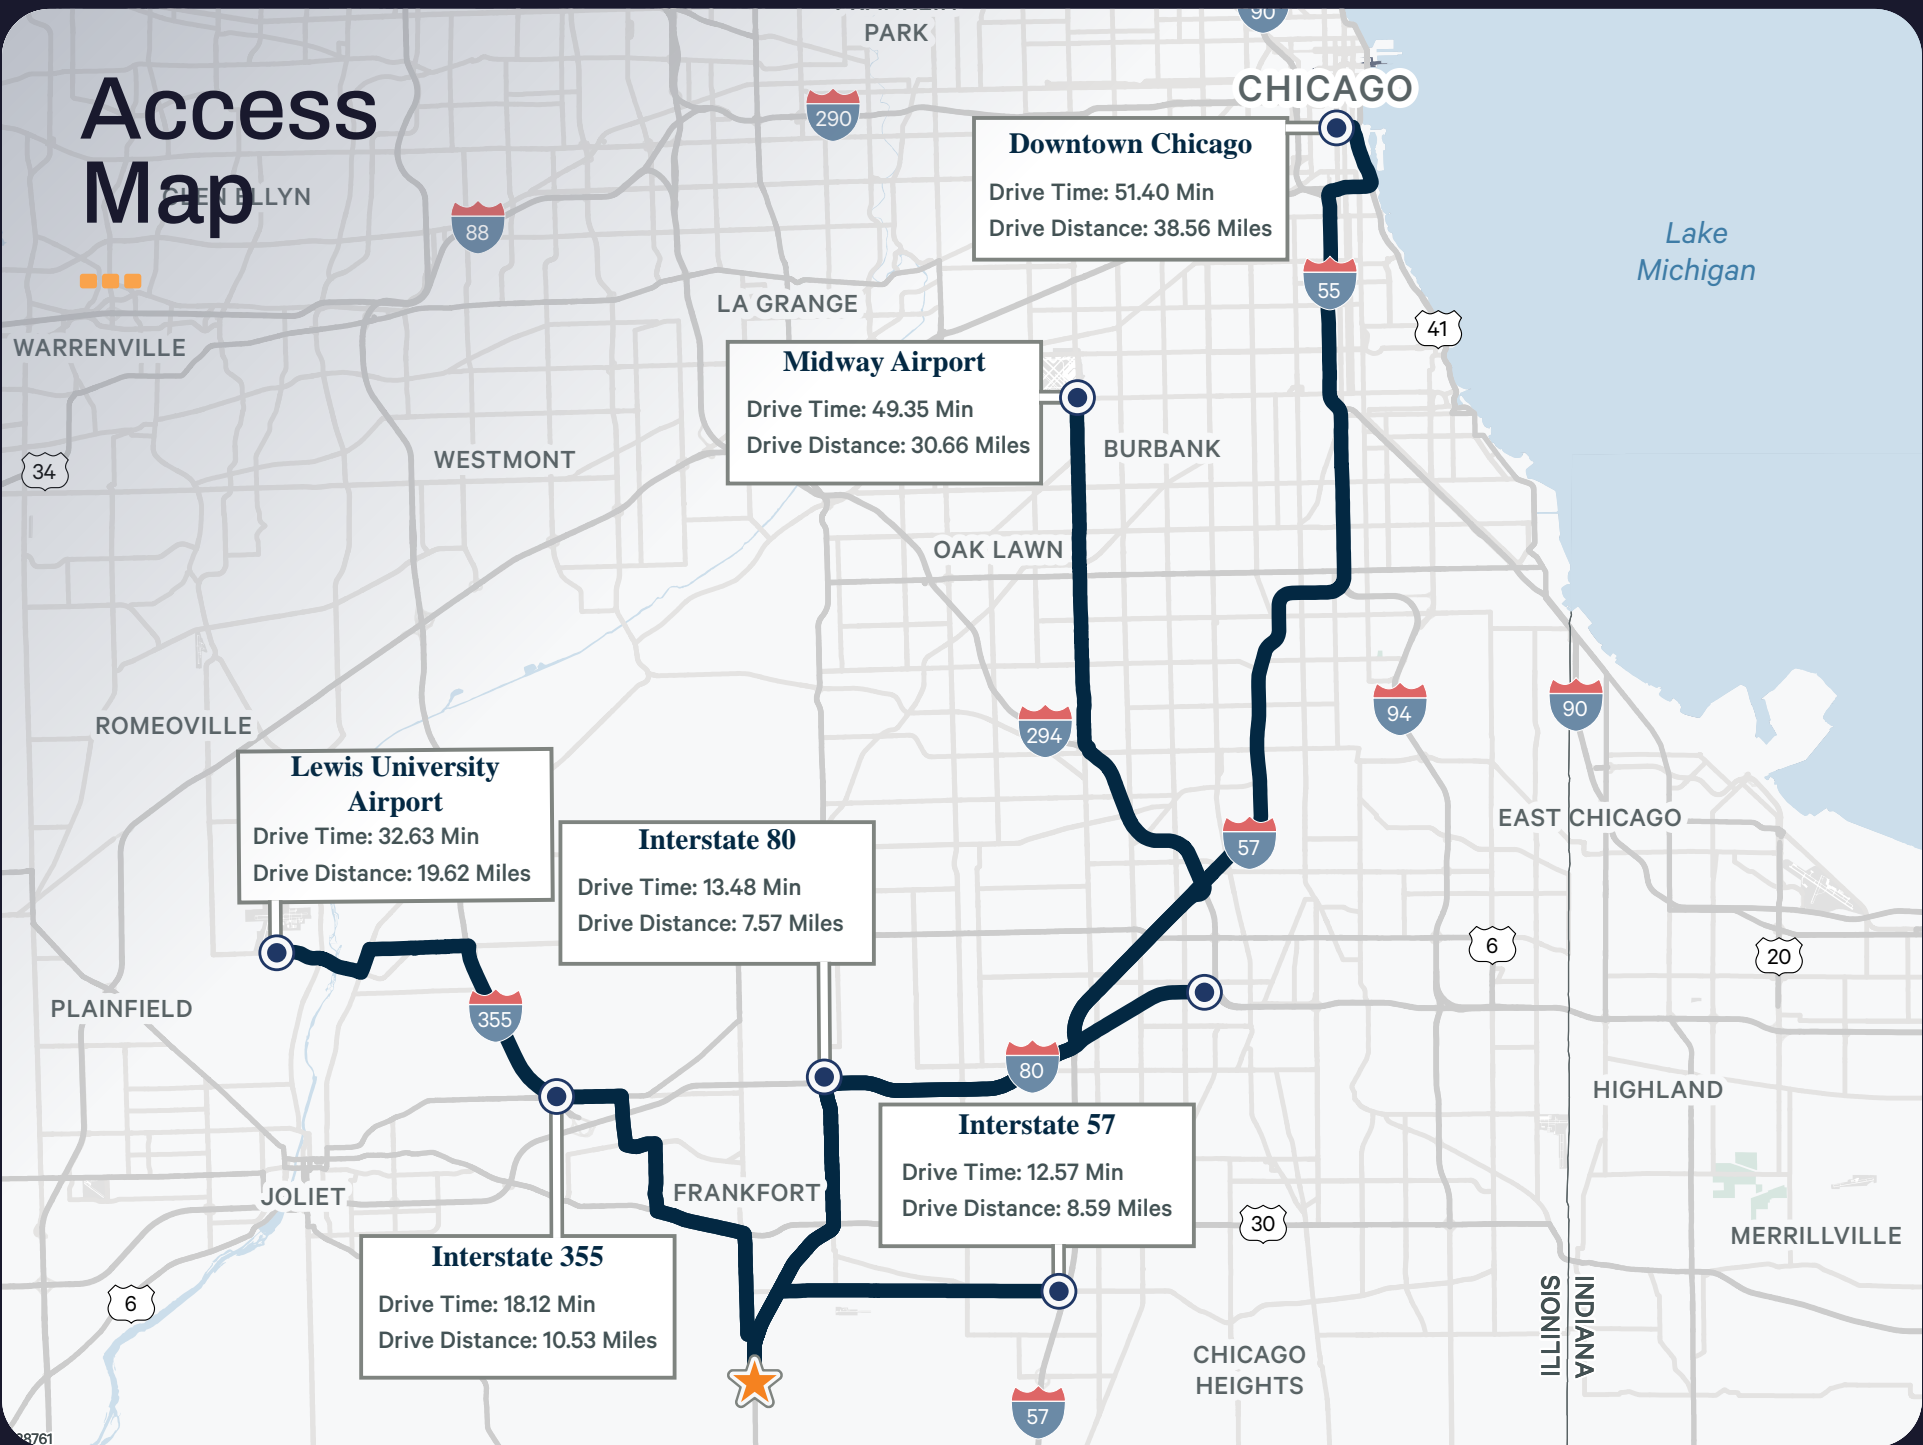 Access
Map
PARK
90
CHICAGO
290
Downtown Chicago
Drive Time: 51.40 Min
Drive Distance: 38.56 Miles
GLEN ELLYN
88
Lake
Michigan
55
LA GRANGE
41
WARRENVILLE
Midway Airport
Drive Time: 49.35 Min
Drive Distance: 30.66 Miles
BURBANK
WESTMONT
34
OAK LAWN
294
94
90
ROMEOVILLE
Lewis University
Airport
Drive Time: 32.63 Min
Drive Distance: 19.62 Miles
EAST CHICAGO
Interstate 80
Drive Time: 13.48 Min
Drive Distance: 7.57 Miles
57
6
20
PLAINFIELD
355
80
HIGHLAND
Interstate 57
Drive Time: 12.57 Min
Drive Distance: 8.59 Miles
FRANKFORT
JOLIET
30
MERRILLVILLE
Interstate 355
Drive Time: 18.12 Min
Drive Distance: 10.53 Miles
6
INDIANA
ILLINOIS
CHICAGO
HEIGHTS
57